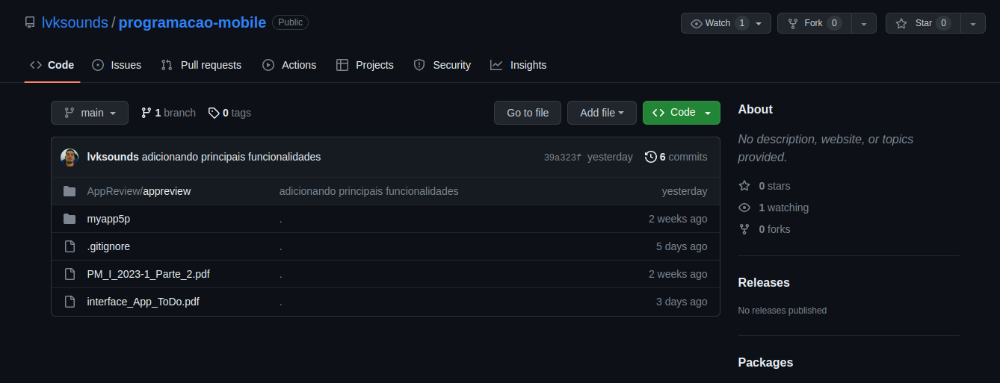 lvksounds / programacao-mobile Public Watch 1 Fork 0 Star 0
Code Issues Pull requests Actions Projects Security Insights
main 1 branch 0 tags Go to file Add file Code
lvksounds adicionando principais funcionalidades 39a323f yesterday 6 commits
AppReview/appreview adicionando principais funcionalidades yesterday
myapp5p . 2 weeks ago
.gitignore . 5 days ago
PM_I_2023-1_Parte_2.pdf . 2 weeks ago
interface_App_ToDo.pdf . 3 days ago
About
No description, website, or topics
provided.
0 stars
1 watching
0 forks
Releases
No releases published
Packages